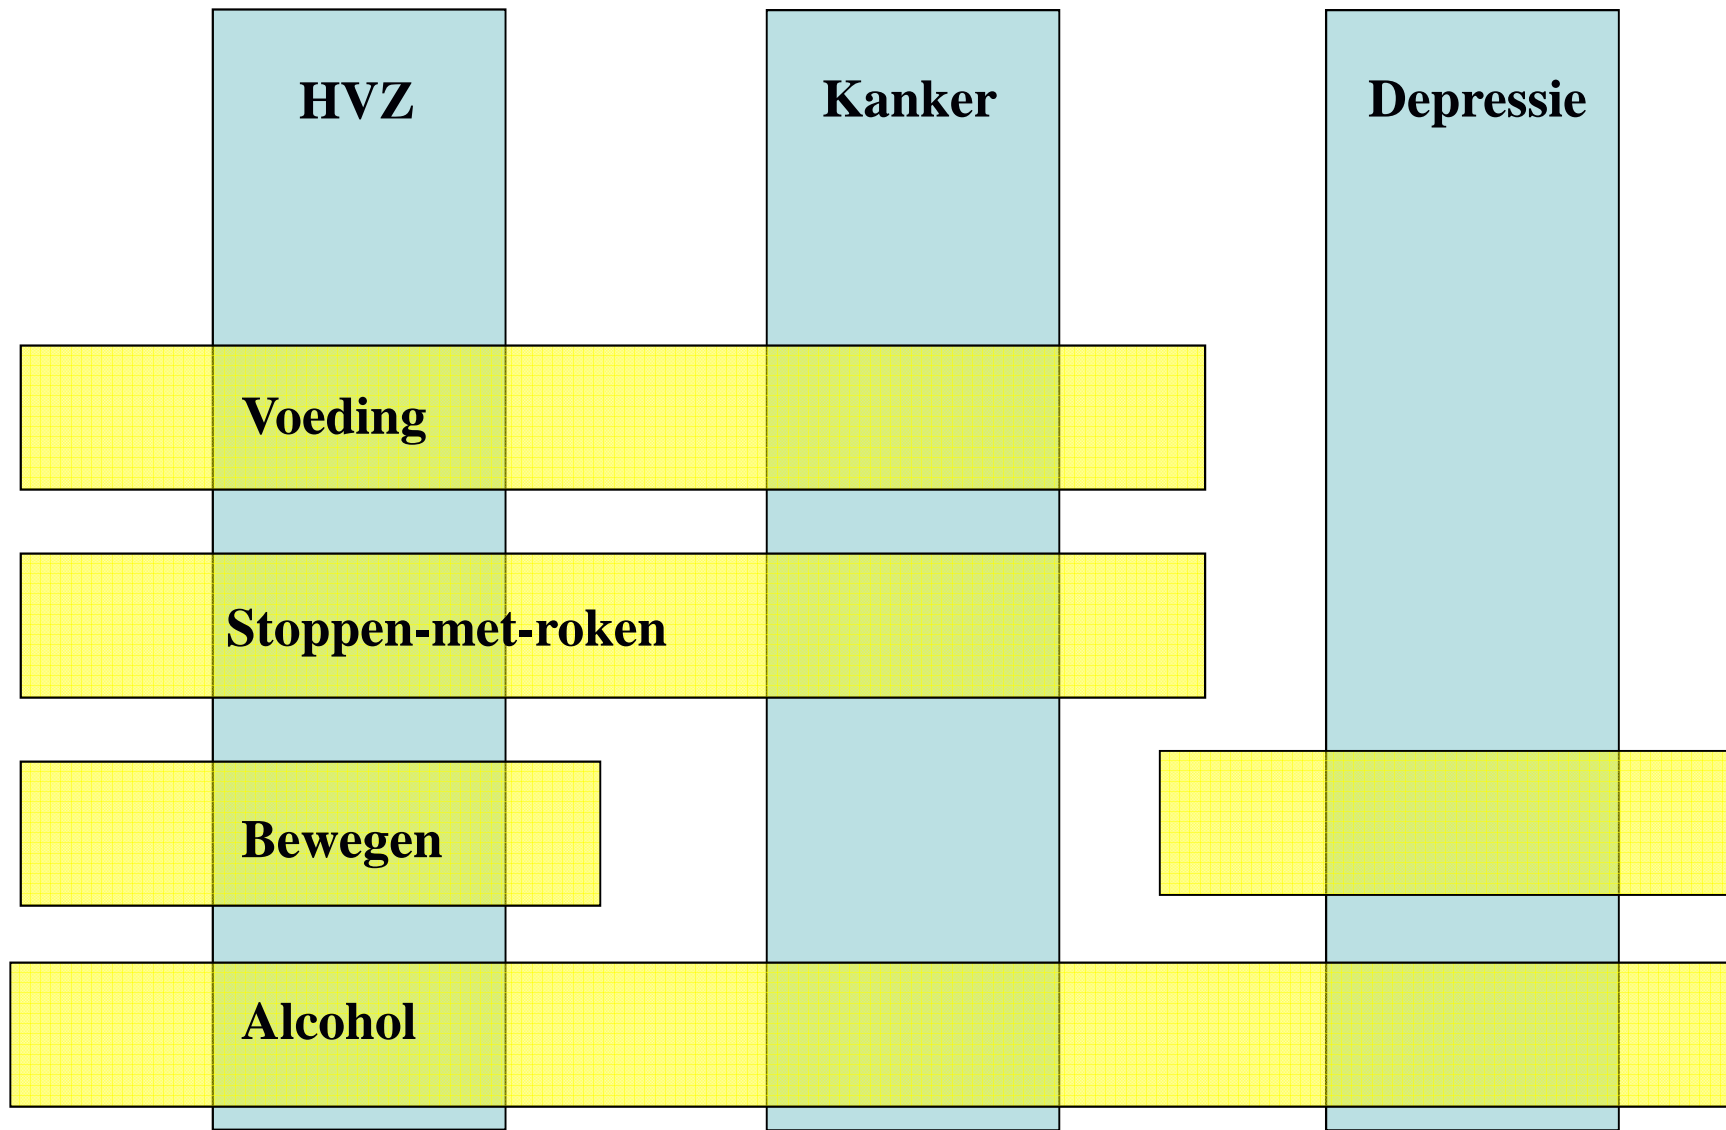 HVZ Kanker Depressie
Voeding
Stoppen-met-roken
Bewegen
Alcohol